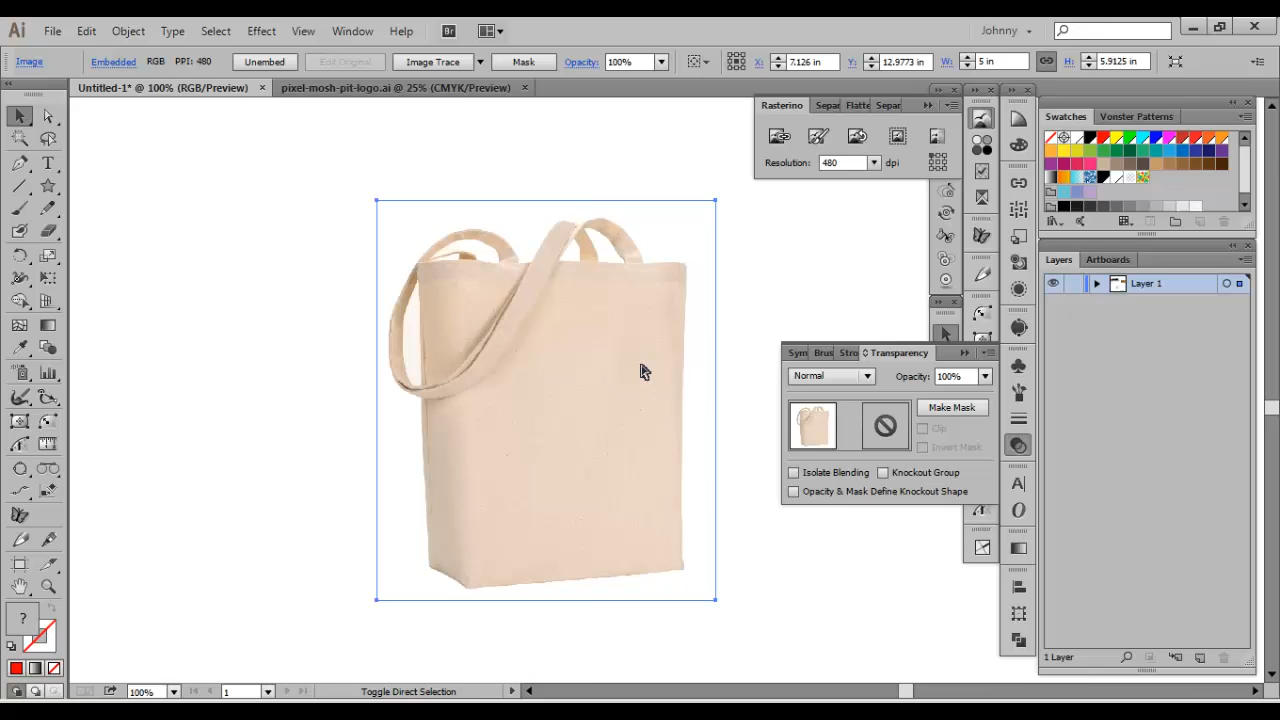 Ai File Edit Object Type Select Effect View Window Help Br Johnny
Image Embedded RGB PPI: 480 Unembed Edit Original Image Trace Mask Opacity: 100% X: 7.126 in Y: 12.9773 in W: 5 in H: 5.9125 in
Untitled-1* @ 100% (RGB/Preview) × pixel-mosh-pit-logo.ai @ 25% (CMYK/Preview) ×
Rasterino Separ Flatte Separ
Resolution: 480 dpi
Swatches Vonster Patterns
Layers Artboards
Layer 1
Sym Brus Stro Transparency
Normal Opacity: 100%
Make Mask
Clip
Invert Mask
Isolate Blending Knockout Group
Opacity & Mask Define Knockout Shape
?
1 Layer
100% 1 Toggle Direct Selection